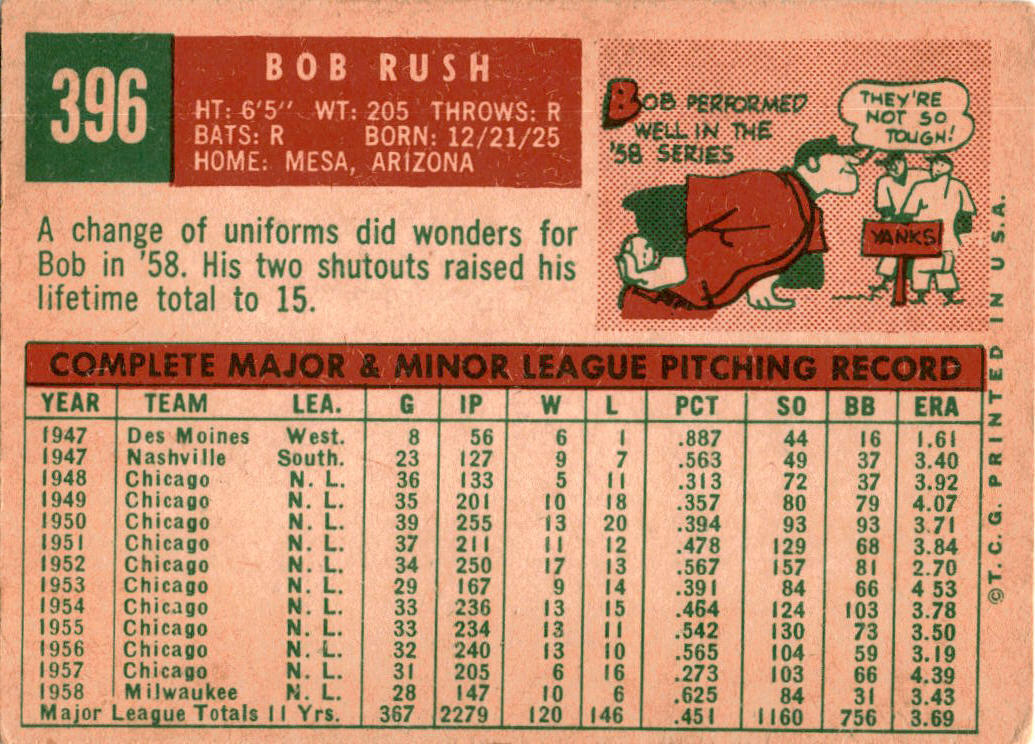 396
BOB RUSH
HT: 6'5" WT: 205 THROWS: R
BATS: R BORN: 12/21/25
HOME: MESA, ARIZONA
BOB PERFORMED
WELL IN THE
'58 SERIES
THEY'RE
NOT SO
TOUGH!
YANKS
A change of uniforms did wonders for
Bob in '58. His two shutouts raised his
lifetime total to 15.
COMPLETE MAJOR & MINOR LEAGUE PITCHING RECORD
YEAR TEAM LEA. G IP W L PCT SO BB ERA
1947 Des Moines West. 8 56 6 1 .887 44 16 1.61
1947 Nashville South. 23 127 9 7 .563 49 37 3.40
1948 Chicago N. L. 36 133 5 11 .313 72 37 3.92
1949 Chicago N. L. 35 201 10 18 .357 80 79 4.07
1950 Chicago N. L. 39 255 13 20 .394 93 93 3.71
1951 Chicago N. L. 37 211 11 12 .478 129 68 3.84
1952 Chicago N. L. 34 250 17 13 .567 157 81 2.70
1953 Chicago N. L. 29 167 9 14 .391 84 66 4 53
1954 Chicago N. L. 33 236 13 15 .464 124 103 3.78
1955 Chicago N. L. 33 234 13 11 .542 130 73 3.50
1956 Chicago N. L. 32 240 13 10 .565 104 59 3.19
1957 Chicago N. L. 31 205 6 16 .273 103 66 4.39
1958 Milwaukee N. L. 28 147 10 6 .625 84 31 3.43
Major League Totals 11 Yrs. 367 2279 120 146 .451 1160 756 3.69
©T. C. G. PRINTED IN U.S.A.